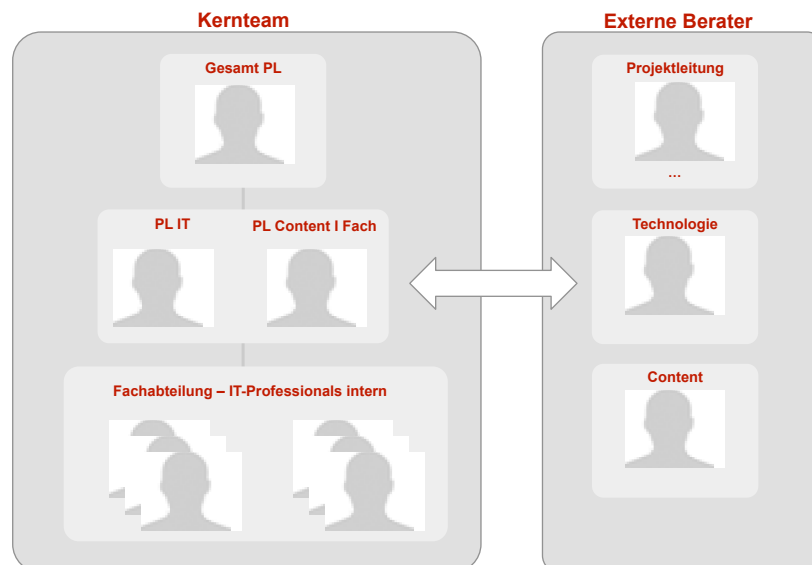 Kernteam
Gesamt PL
PL IT
PL Content I Fach
Fachabteilung – IT-Professionals intern
Externe Berater
Projektleitung
...
Technologie
Content